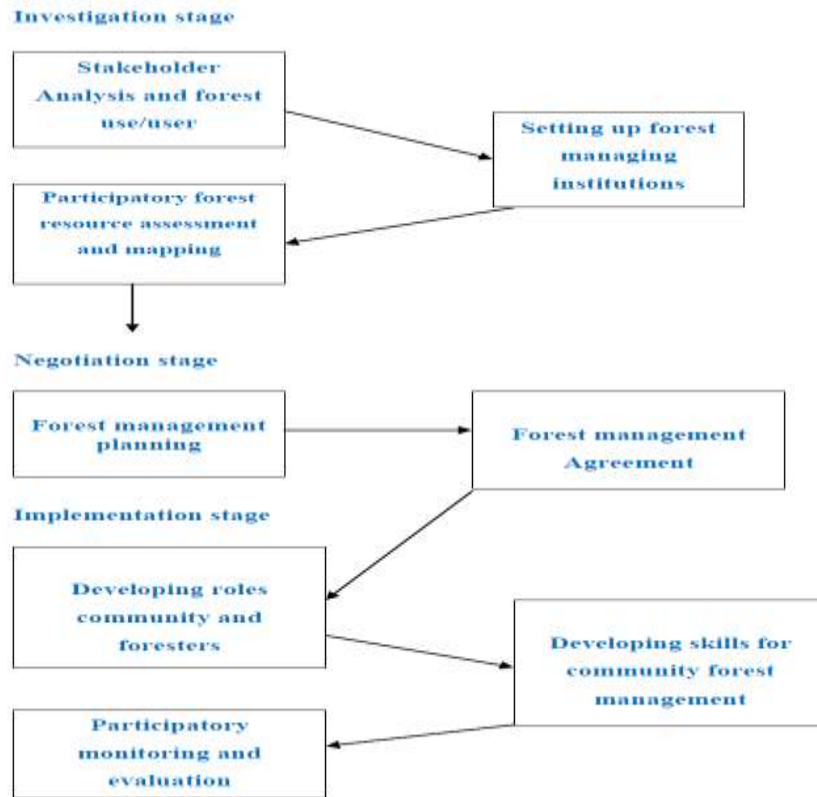 Investigation stage
Stakeholder
Analysis and forest
use/user
Setting up forest
managing
institutions
Participatory forest
resource assessment
and mapping
Negotiation stage
Forest management
planning
Forest management
Agreement
Implementation stage
Developing roles
community and
foresters
Developing skills for
community forest
management
Participatory
monitoring and
evaluation